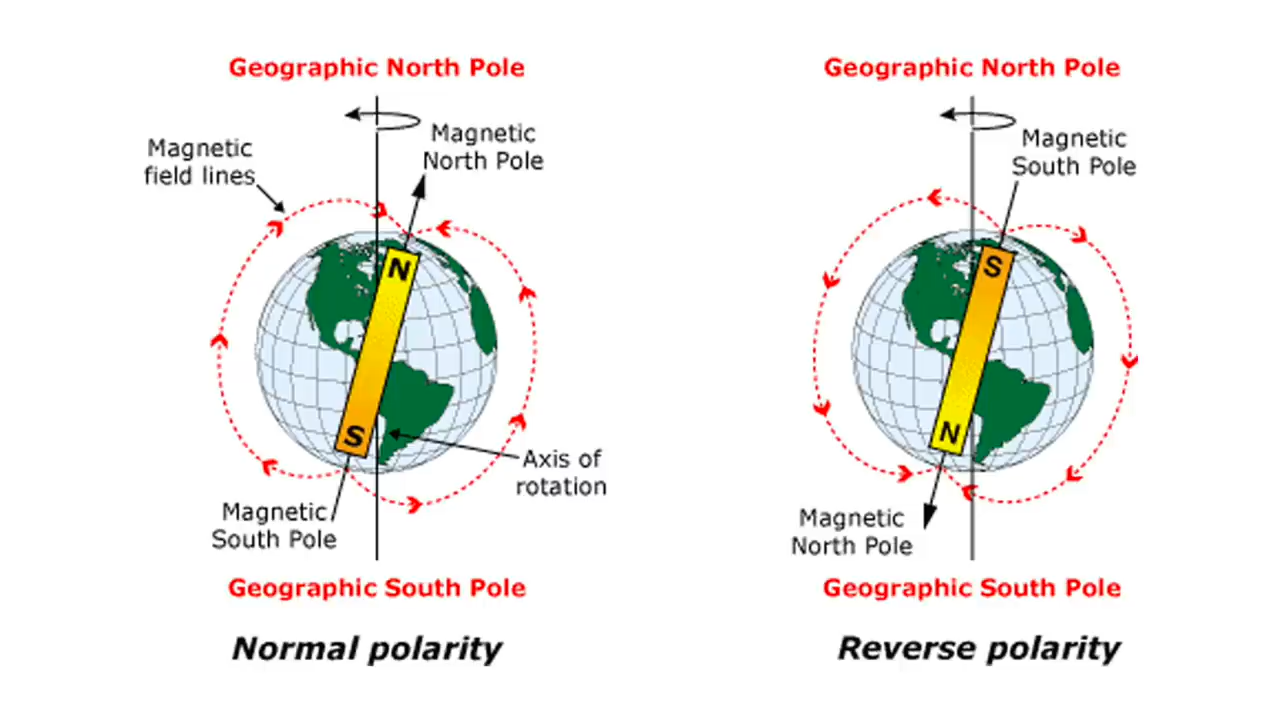 Geographic North Pole
Magnetic
North Pole
Magnetic
field lines
N
S
Axis of
rotation
Magnetic
South Pole
Geographic South Pole
Normal polarity
Geographic North Pole
Magnetic
South Pole
S
N
Magnetic
North Pole
Geographic South Pole
Reverse polarity